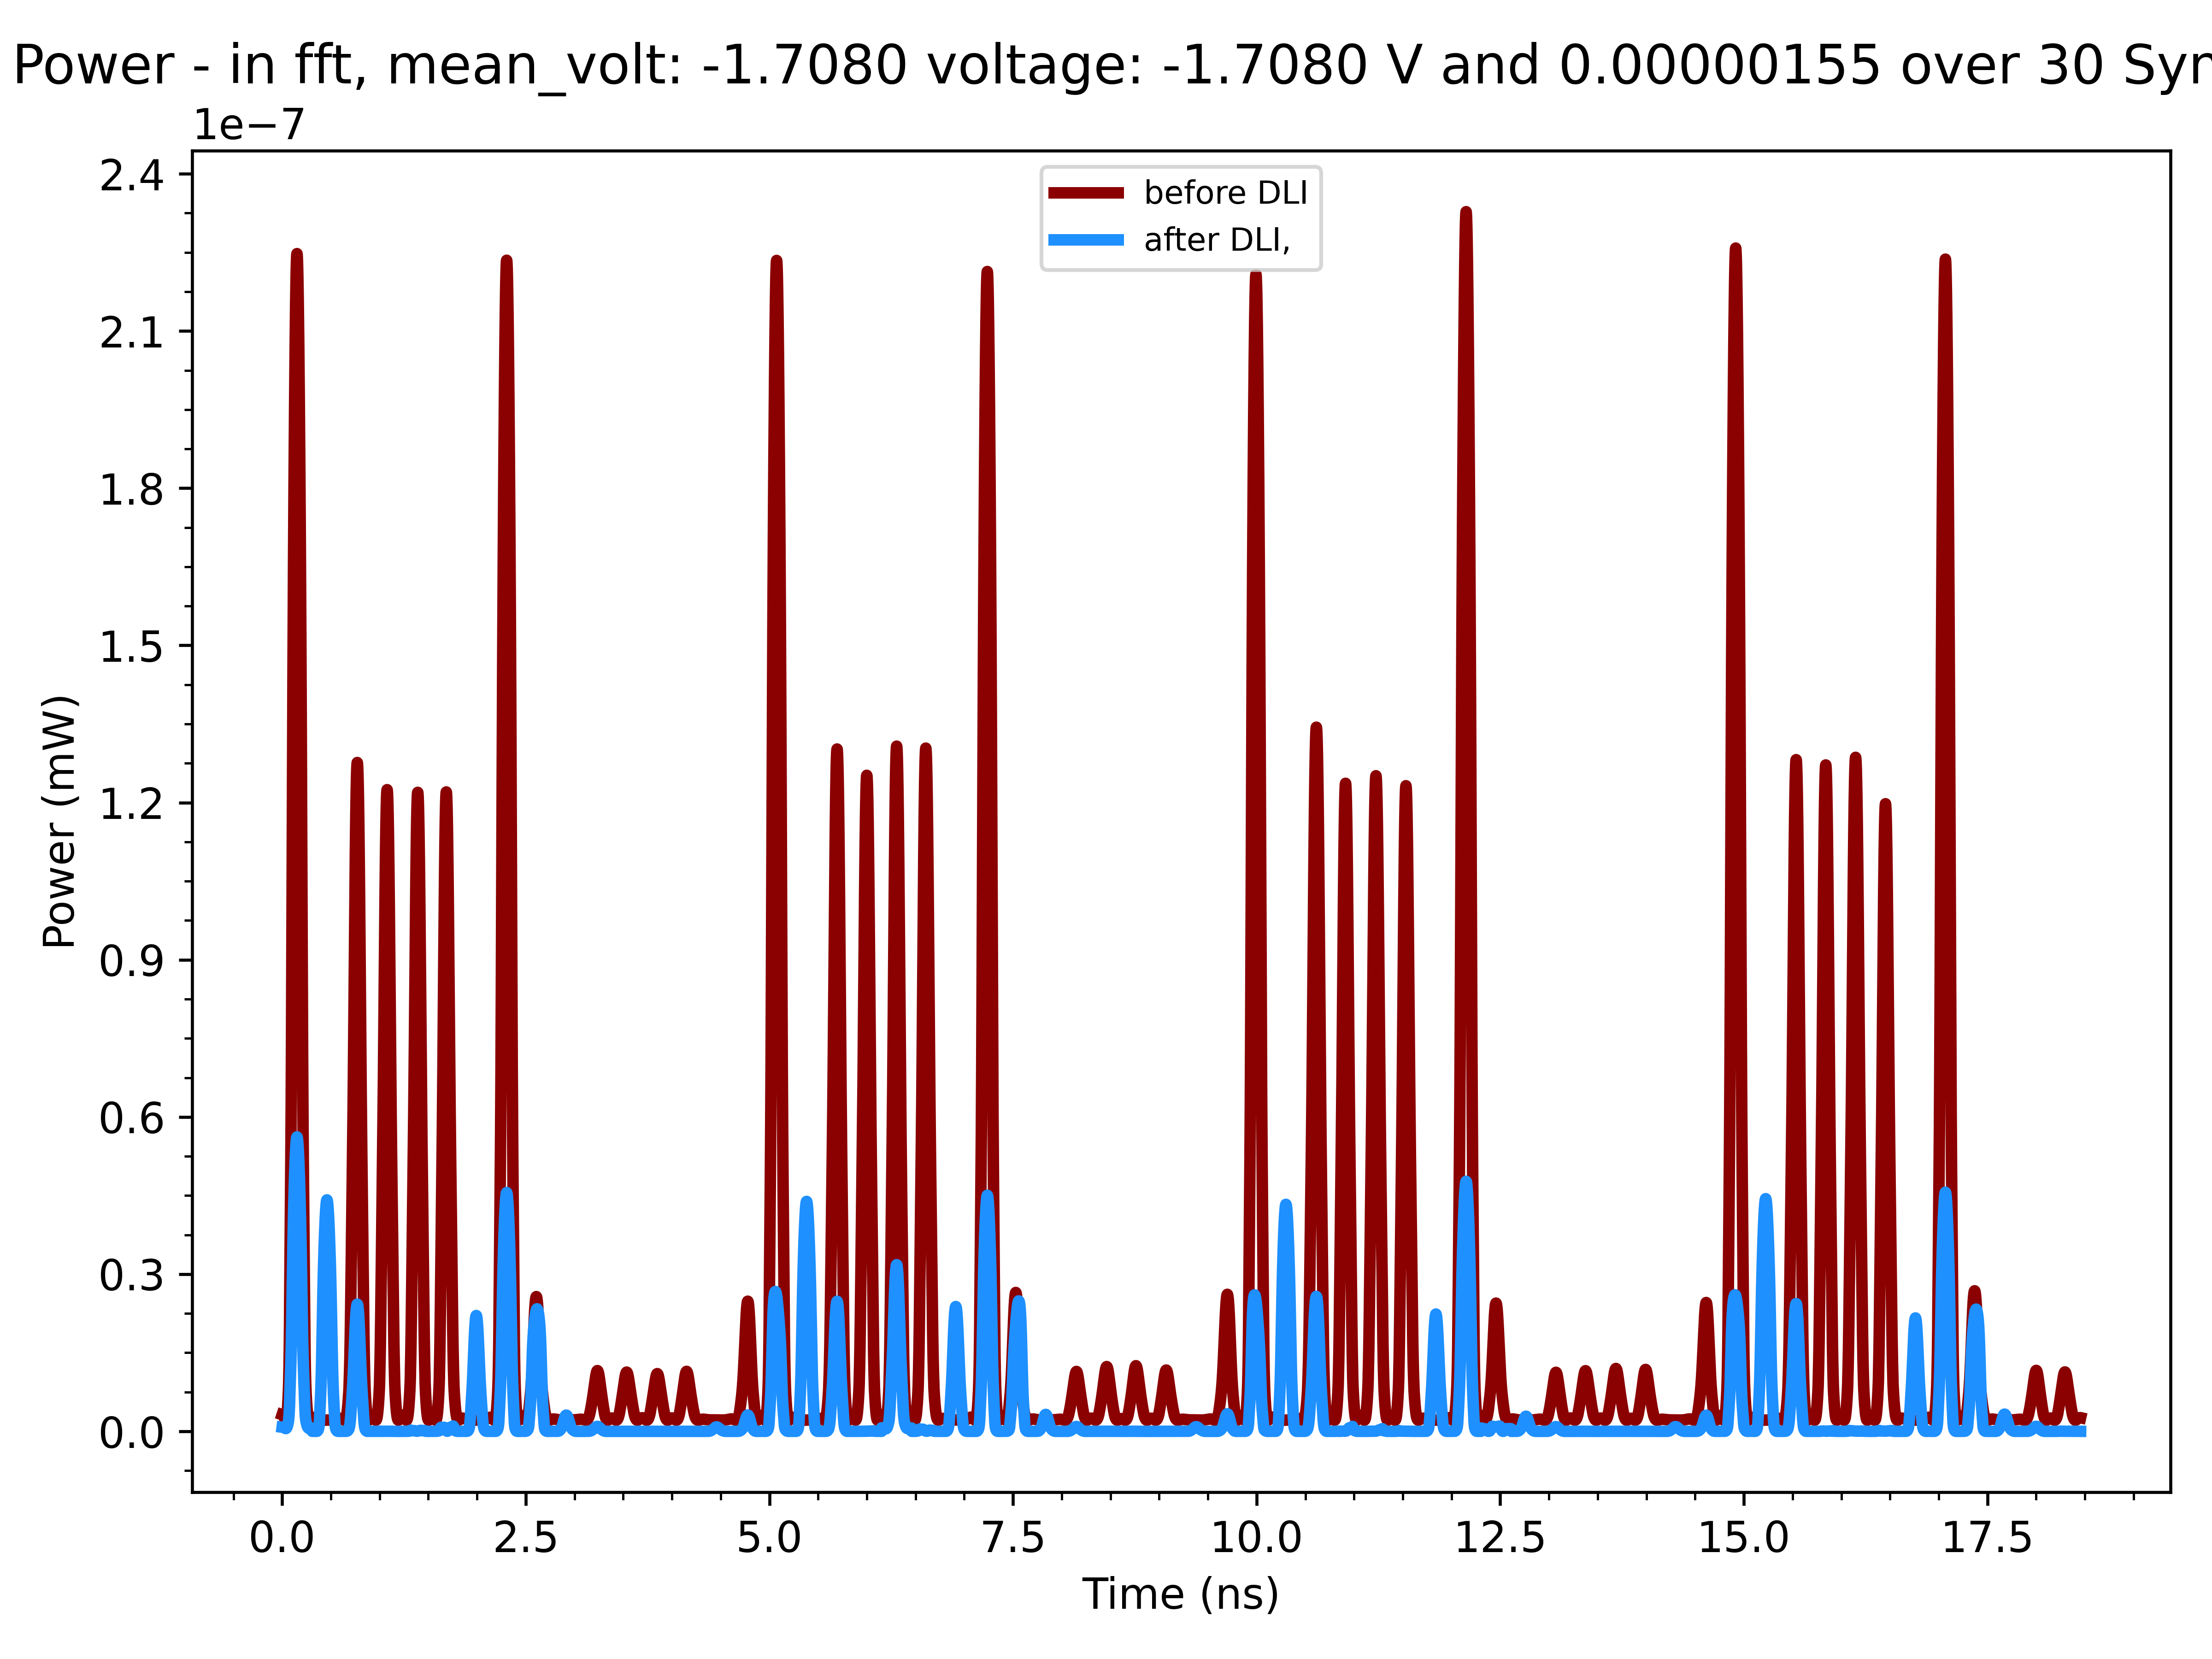 Power - in fft, mean_volt: -1.7080 voltage: -1.7080 V and 0.00000155 over 30 Syn
1e−7
2.4
2.1
1.8
1.5
1.2
0.9
0.6
0.3
0.0
Power (mW)
before DLI
after DLI,
0.0 2.5 5.0 7.5 10.0 12.5 15.0 17.5
Time (ns)